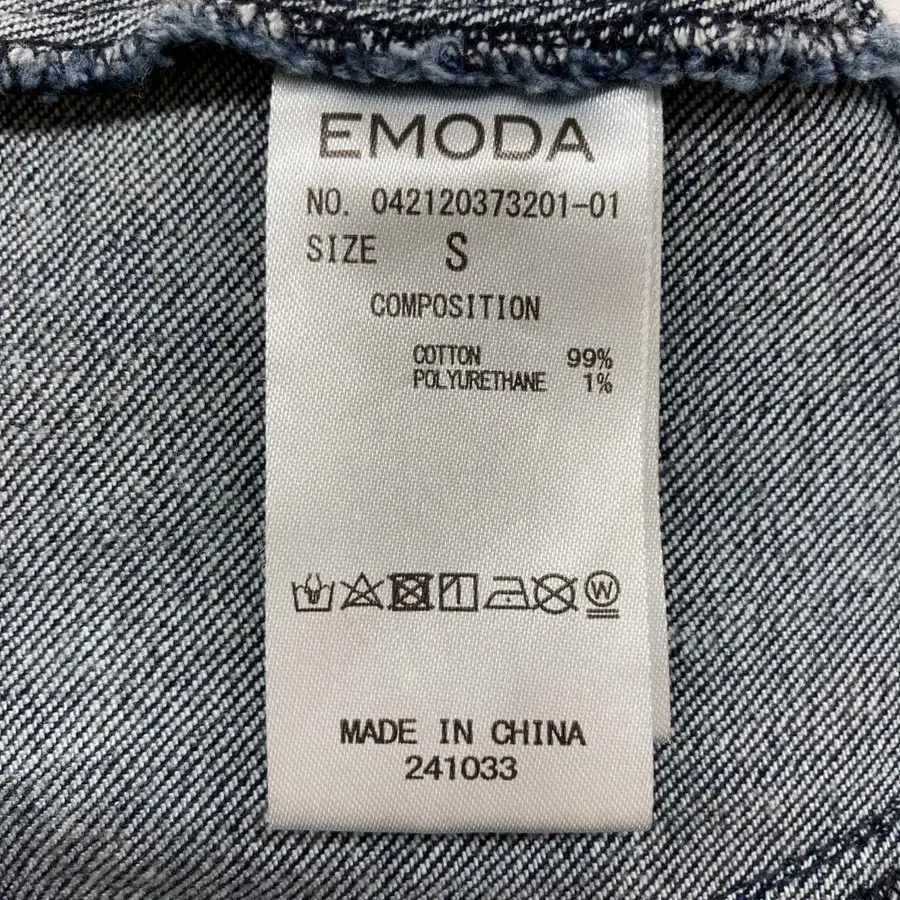 EMODA
NO. 042120373201-01
SIZE S
COMPOSITION
COTTON 99%
POLYURETHANE 1%
W
MADE IN CHINA
241033